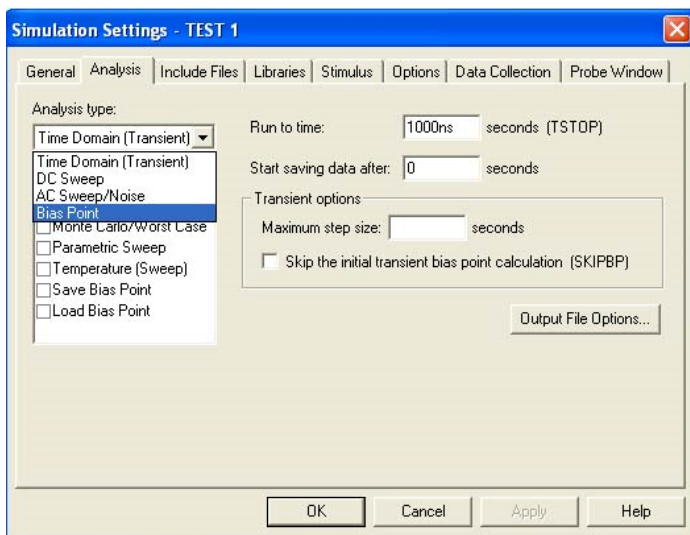 Simulation Settings - TEST 1
General Analysis Include Files Libraries Stimulus Options Data Collection Probe Window
Analysis type:
Time Domain (Transient)
Time Domain (Transient)
DC Sweep
AC Sweep/Noise
Bias Point
Monte Carlo/Worst Case
Parametric Sweep
Temperature (Sweep)
Save Bias Point
Load Bias Point
Run to time: 1000ns seconds (TSTOP)
Start saving data after: 0 seconds
Transient options
Maximum step size: seconds
Skip the initial transient bias point calculation (SKIPBP)
Output File Options...
OK Cancel Apply Help